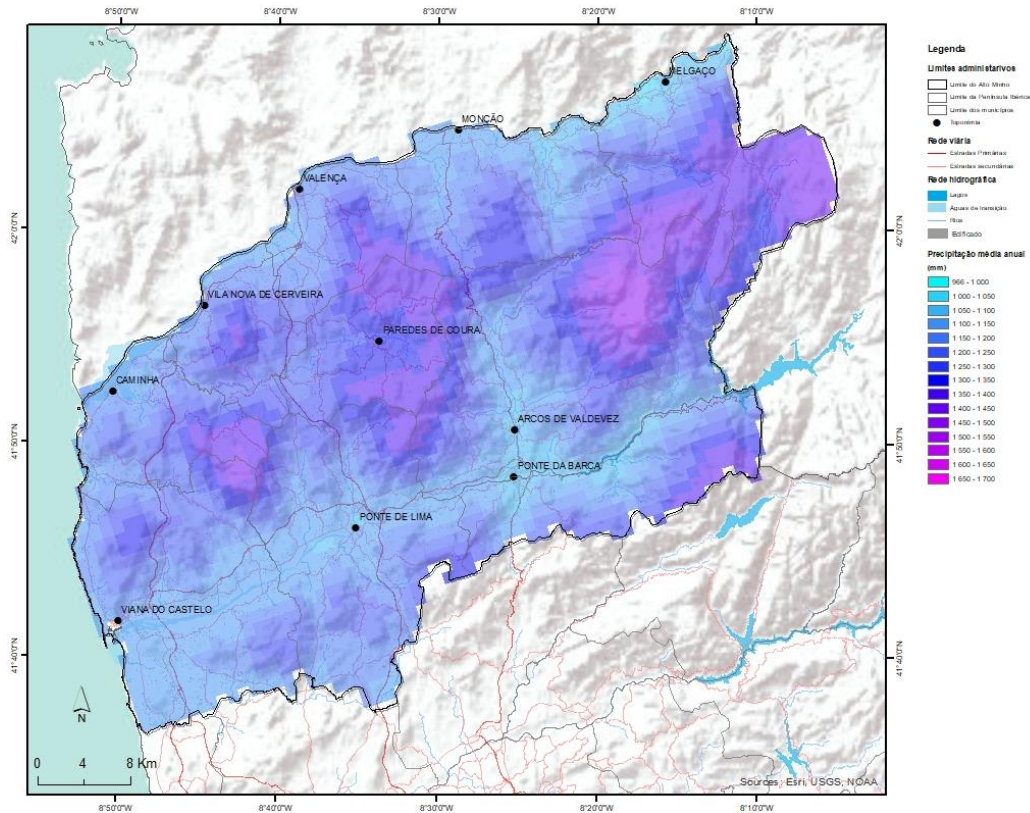 8°50'0"W
8°40'0"W
8°30'0"W
8°20'0"W
8°10'0"W
42°0'0"N
41°50'0"N
41°40'0"N
MELGAÇO
MONÇÃO
VALENÇA
VILA NOVA DE CERVEIRA
PAREDES DE COURA
CAMINHA
ARCOS DE VALDEVEZ
PONTE DA BARCA
PONTE DE LIMA
VIANA DO CASTELO
N
0 4 8 Km
Sources: Esri, USGS, NOAA
42°0'0"N
41°50'0"N
41°40'0"N
8°50'0"W
8°40'0"W
8°30'0"W
8°20'0"W
8°10'0"W
Legenda
Limites administarivos
Limite do Alto Minho
Limite da Península Ibérica
Limite dos municípios
Toponímia
Rede viária
Estradas Primárias
Estradas secundárias
Rede hidrográfica
Lagos
Águas de transição
Rios
Edificado
Precipitação média anual
(mm)
966 - 1 000
1 000 - 1 050
1 050 - 1 100
1 100 - 1 150
1 150 - 1 200
1 200 - 1 250
1 250 - 1 300
1 300 - 1 350
1 350 - 1 400
1 400 - 1 450
1 450 - 1 500
1 500 - 1 550
1 550 - 1 600
1 600 - 1 650
1 650 - 1 700